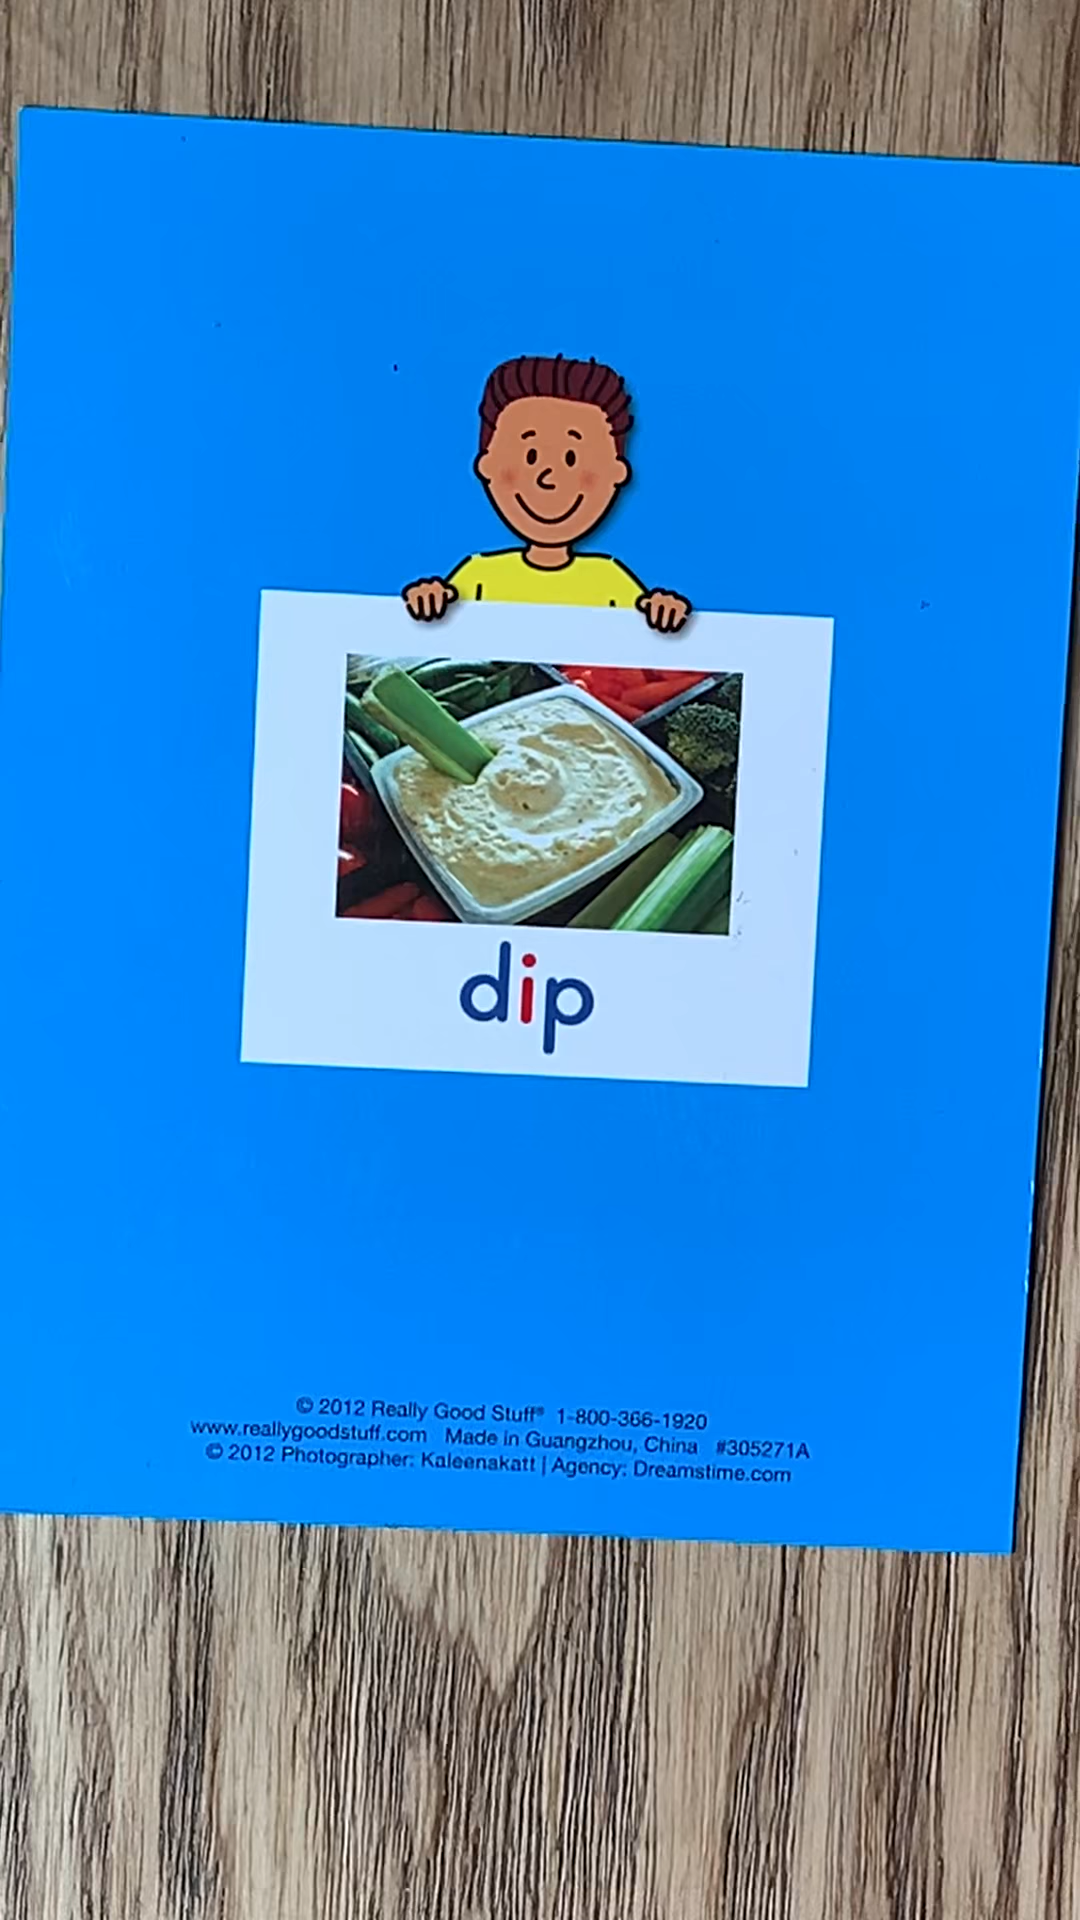 dip
© 2012 Really Good Stuff® 1-800-366-1920
www.reallygoodstuff.com Made in Guangzhou, China #305271A
© 2012 Photographer: Kaleenakatt | Agency: Dreamstime.com